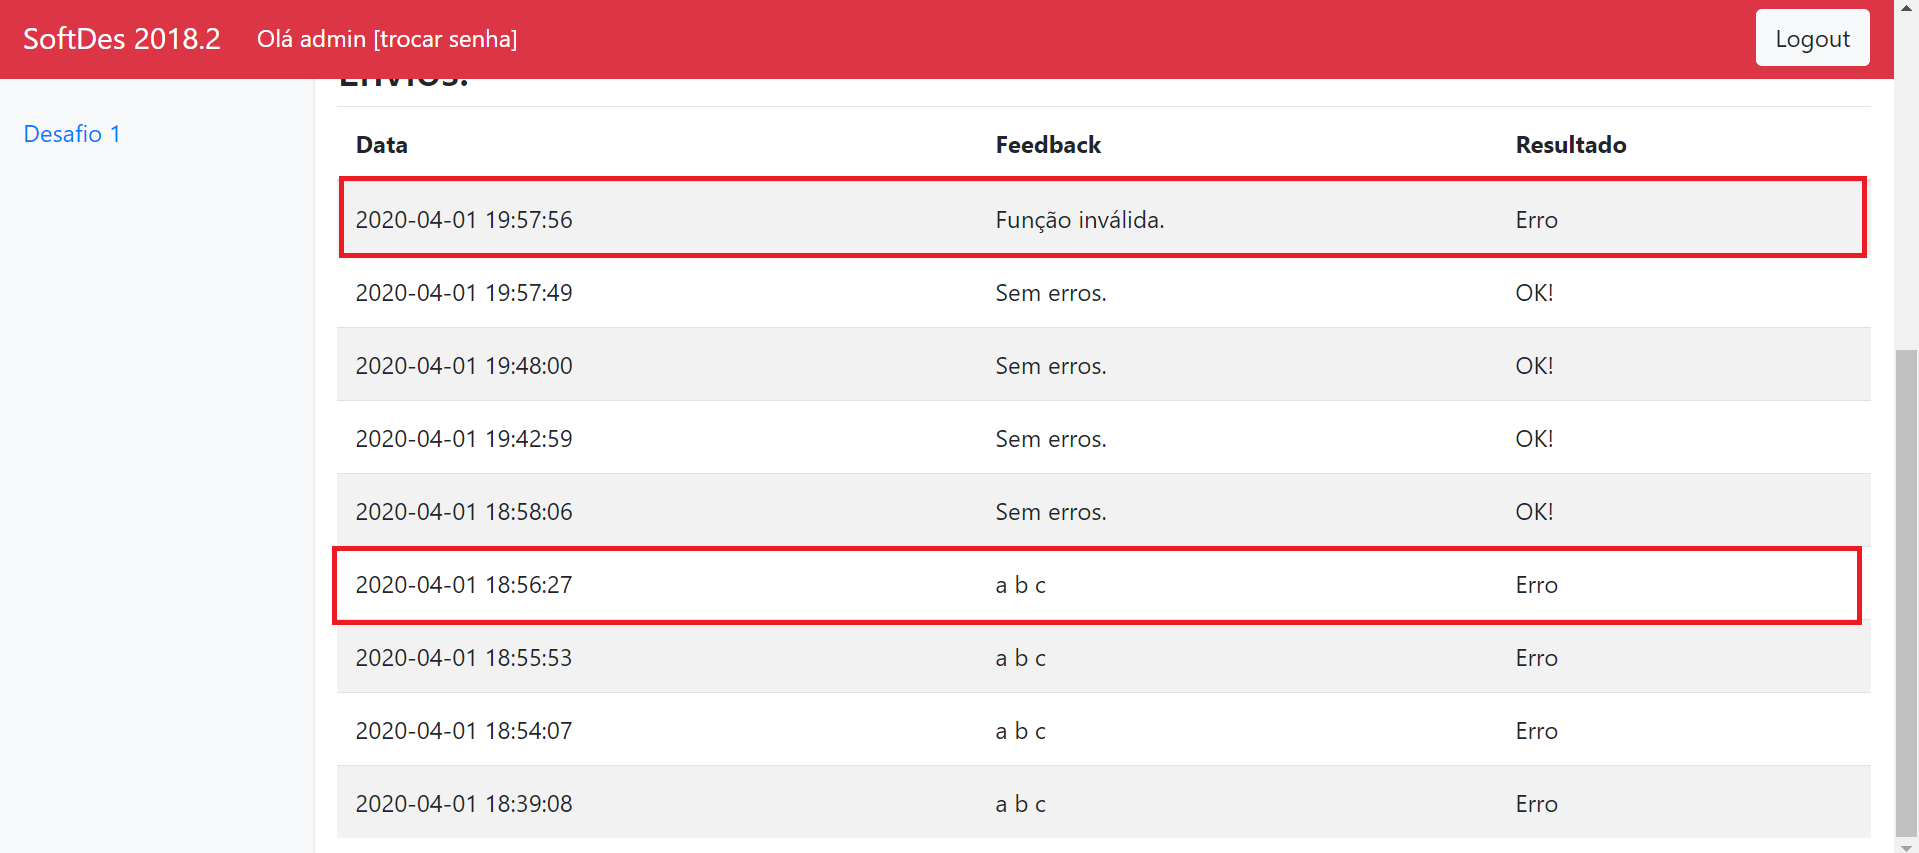 SoftDes 2018.2 Olá admin [trocar senha] Logout
Desafio 1
Envios:
Data Feedback Resultado
2020-04-01 19:57:56 Função inválida. Erro
2020-04-01 19:57:49 Sem erros. OK!
2020-04-01 19:48:00 Sem erros. OK!
2020-04-01 19:42:59 Sem erros. OK!
2020-04-01 18:58:06 Sem erros. OK!
2020-04-01 18:56:27 a b c Erro
2020-04-01 18:55:53 a b c Erro
2020-04-01 18:54:07 a b c Erro
2020-04-01 18:39:08 a b c Erro